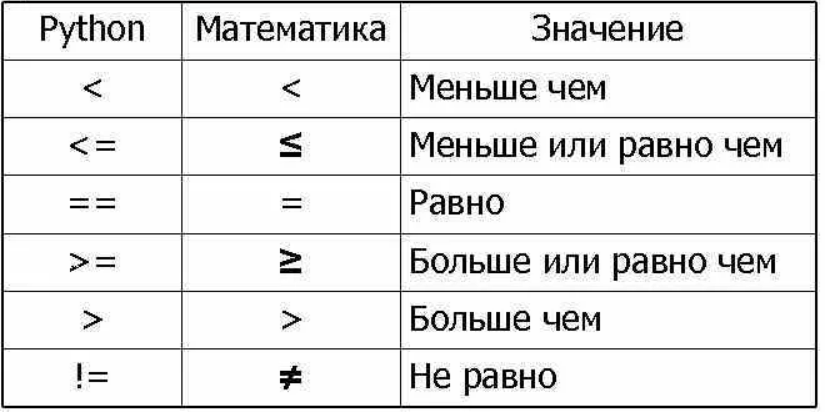 Python Математика Значение
< < Меньше чем
<= ≤ Меньше или равно чем
== = Равно
>= ≥ Больше или равно чем
> > Больше чем
!= ≠ Не равно